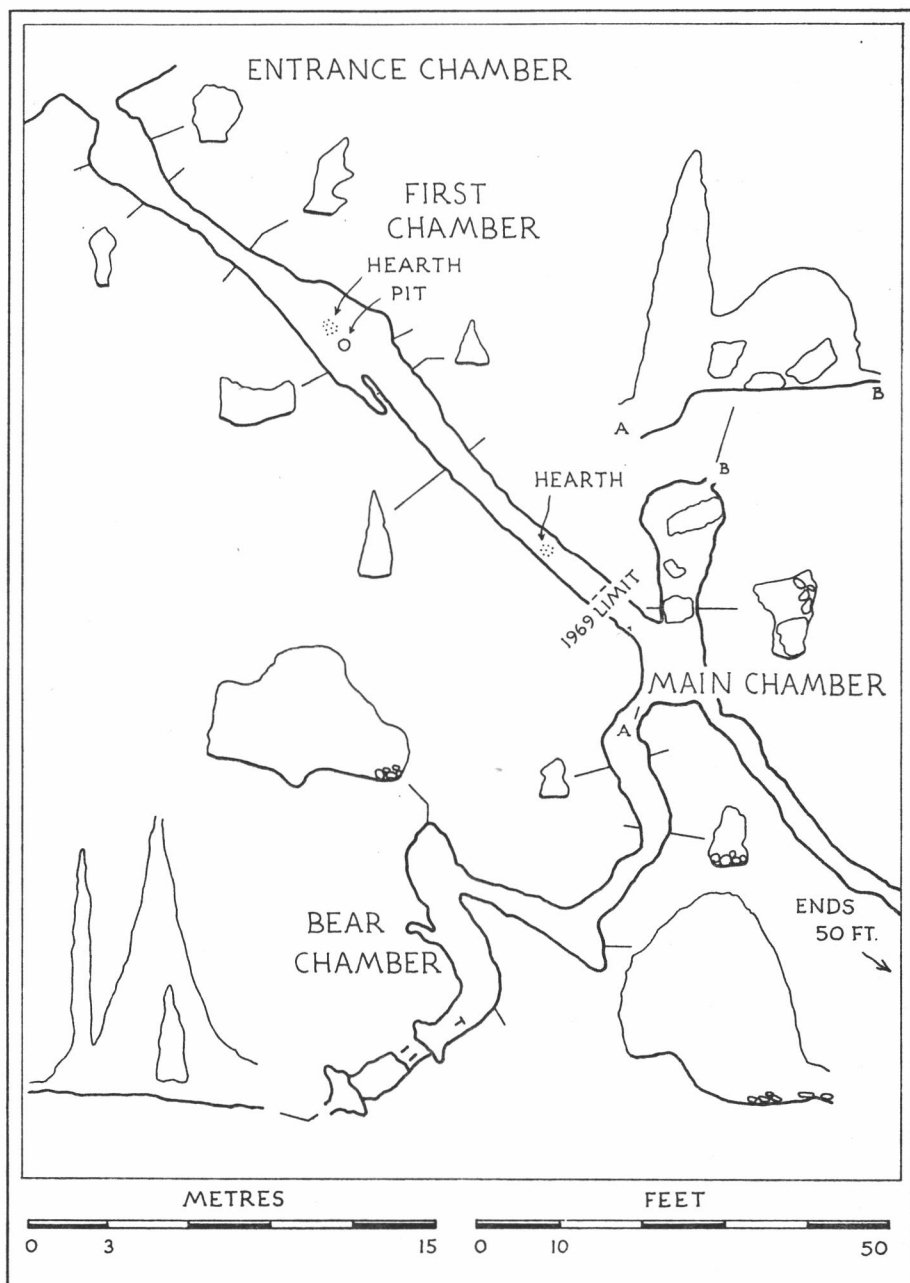 ENTRANCE CHAMBER
FIRST
CHAMBER
HEARTH
PIT
A
B
B
HEARTH
1969 LIMIT
MAIN CHAMBER
A
ENDS
50 FT.
BEAR
CHAMBER
T
METRES
FEET
0 3 15
0 10 50